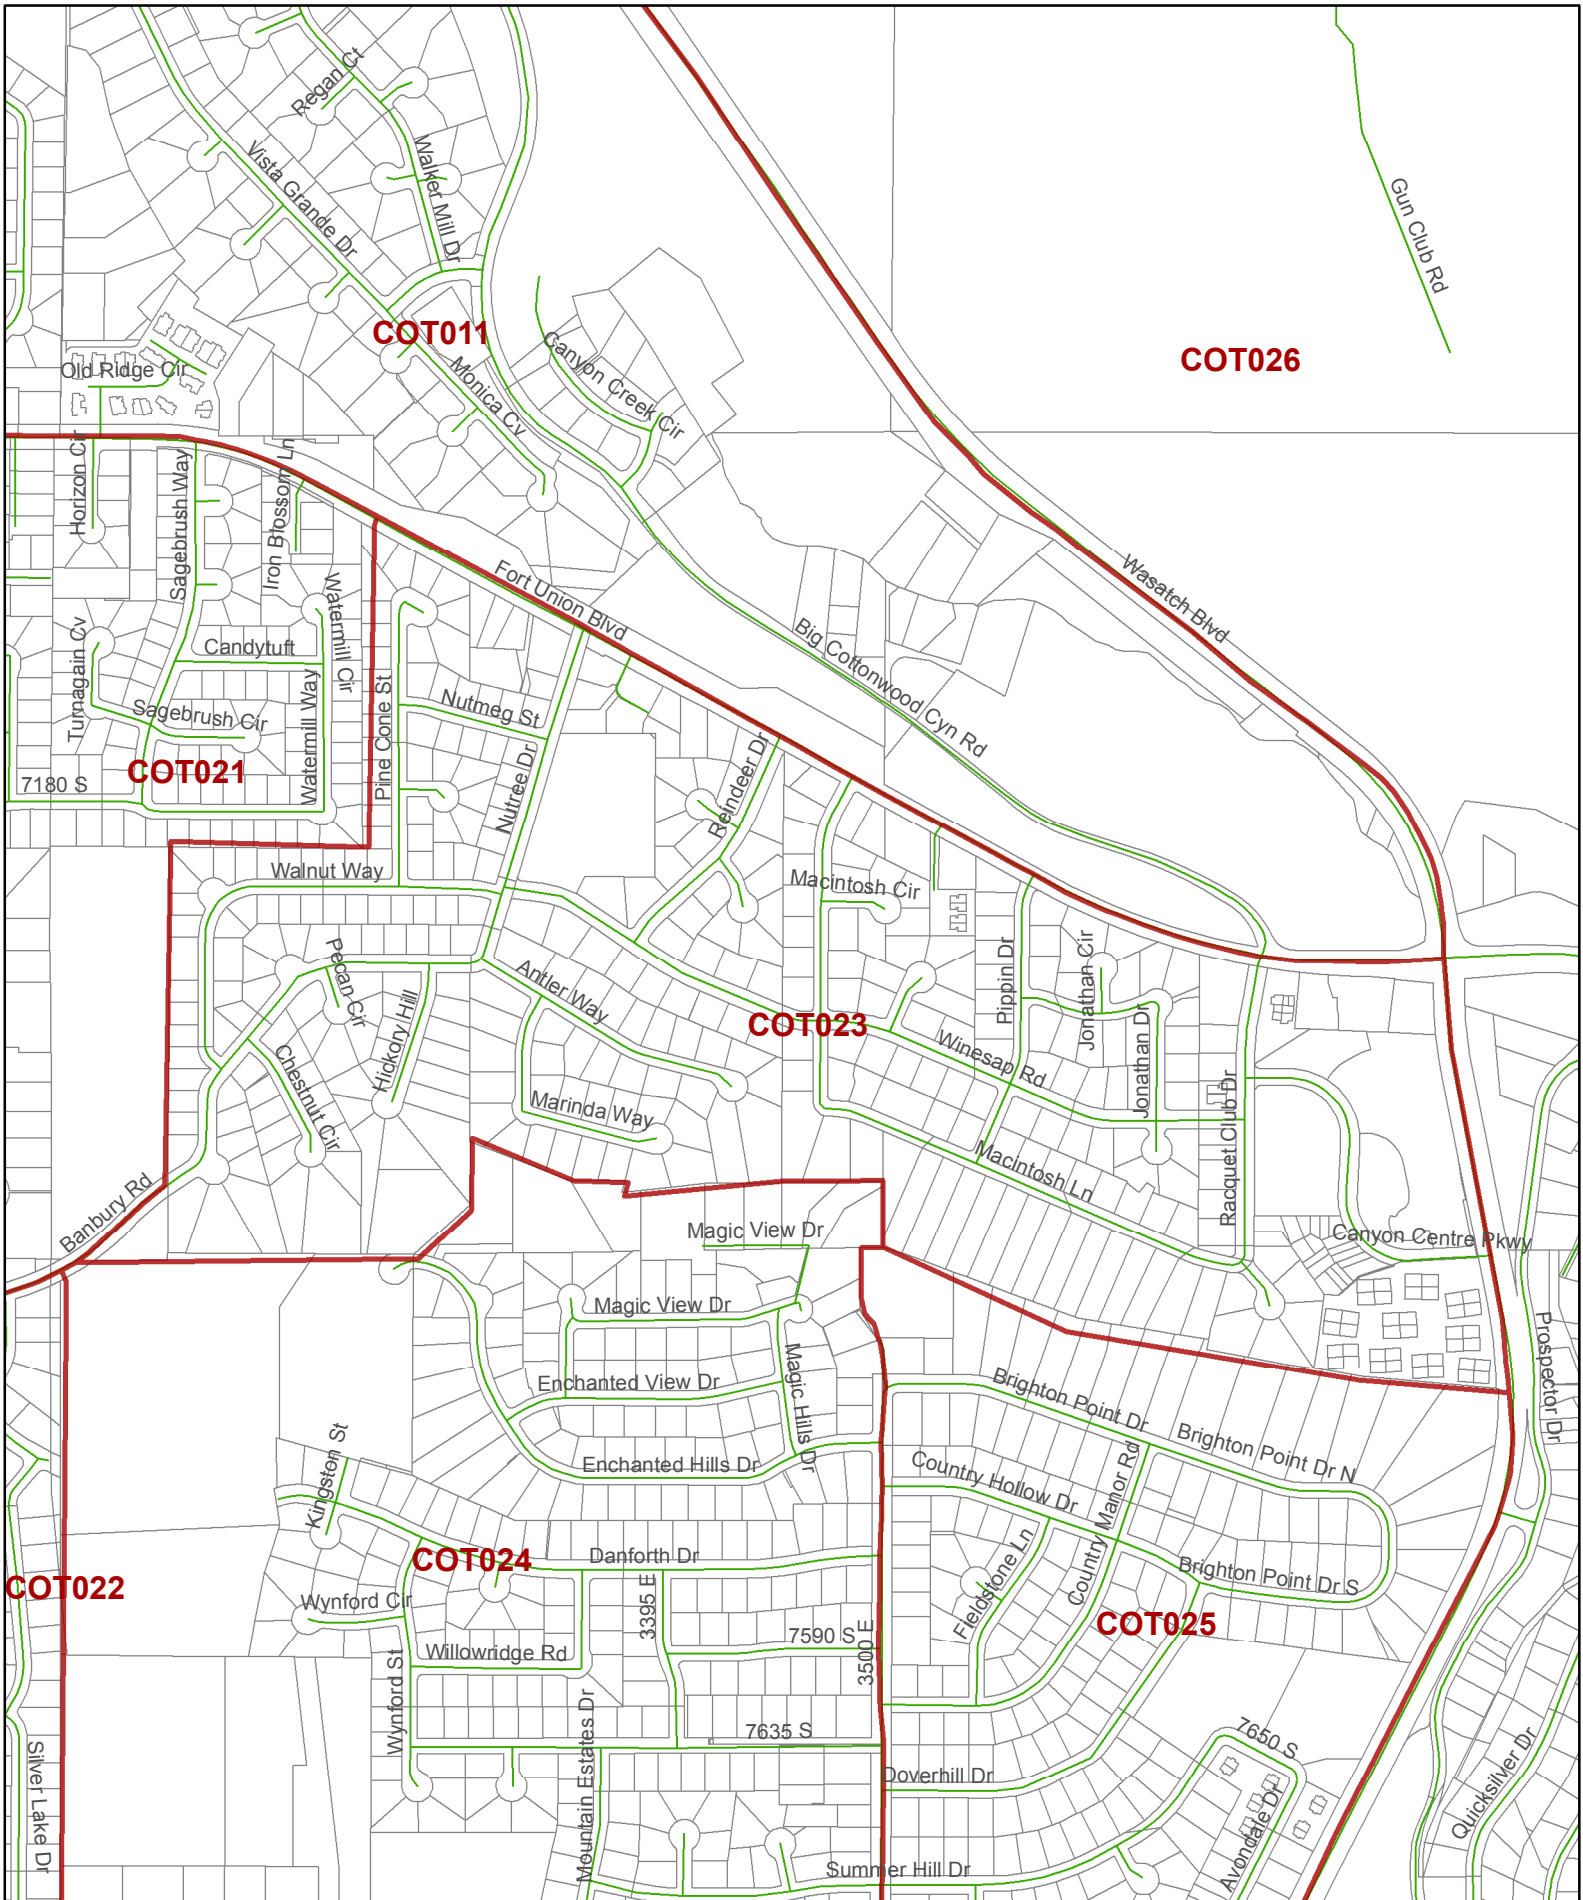 Regan Ct
Vista Grande Dr
Walker Mill Dr
Gun Club Rd
COT011
COT026
Old Ridge Cir
Canyon Creek Cir
Monica Cv
Horizon Cir
Sagebrush Way
Iron Blossom Ln
Fort Union Blvd
Wasatch Blvd
Watermill Cir
Turnagain Cv
Candytuft
Big Cottonwood Cyn Rd
Sagebrush Cir
Watermill Way
Pine Cone St
Nutmeg St
COT021
7180 S
Nutree Dr
Reindeer Dr
Walnut Way
Macintosh Cir
Pecan Cir
Antler Way
Pippin Dr
Jonathan Cir
Hickory Hill
COT023
Winesap Rd
Jonathan Dr
Chestnut Cir
Marinda Way
Racquet Club Dr
Macintosh Ln
Banbury Rd
Magic View Dr
Canyon Centre Pkwy
Magic View Dr
Prospector Dr
Magic Hills Dr
Enchanted View Dr
Brighton Point Dr
Brighton Point Dr N
Enchanted Hills Dr
Country Hollow Dr
Country Manor Rd
Kingston St
COT024
Danforth Dr
Fieldstone Ln
Brighton Point Dr S
COT022
Wynford Cir
3395 E
7590 S
3500 E
COT025
Willowridge Rd
Wynford St
Mountain Estates Dr
7635 S
7650 S
Silver Lake Dr
Doverhill Dr
Quicksilver Dr
Avondale Dr
Summer Hill Dr